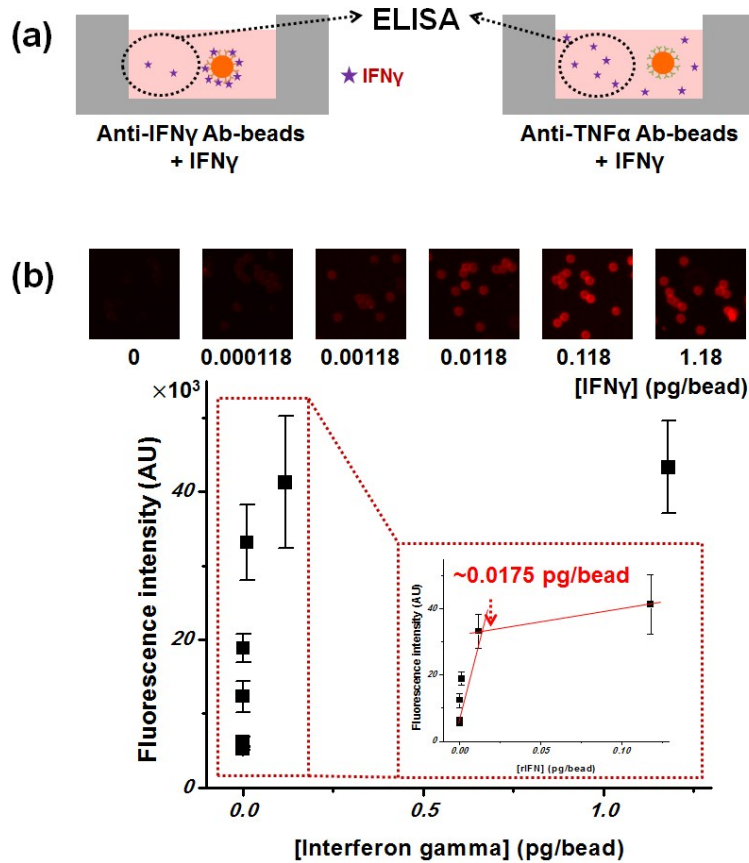 (a)
ELISA
IFNγ
Anti-IFNγ Ab-beads
+ IFNγ
Anti-TNFα Ab-beads
+ IFNγ
(b)
0
0.000118
0.00118
0.0118
0.118
1.18
[IFNγ] (pg/bead)
×10³
Fluorescence intensity (AU)
40
20
0
0.0
0.5
1.0
[Interferon gamma] (pg/bead)
~0.0175 pg/bead
Fluorescence intensity (AU)
40
20
0
0.00
0.05
0.10
[rIFN] (pg/bead)